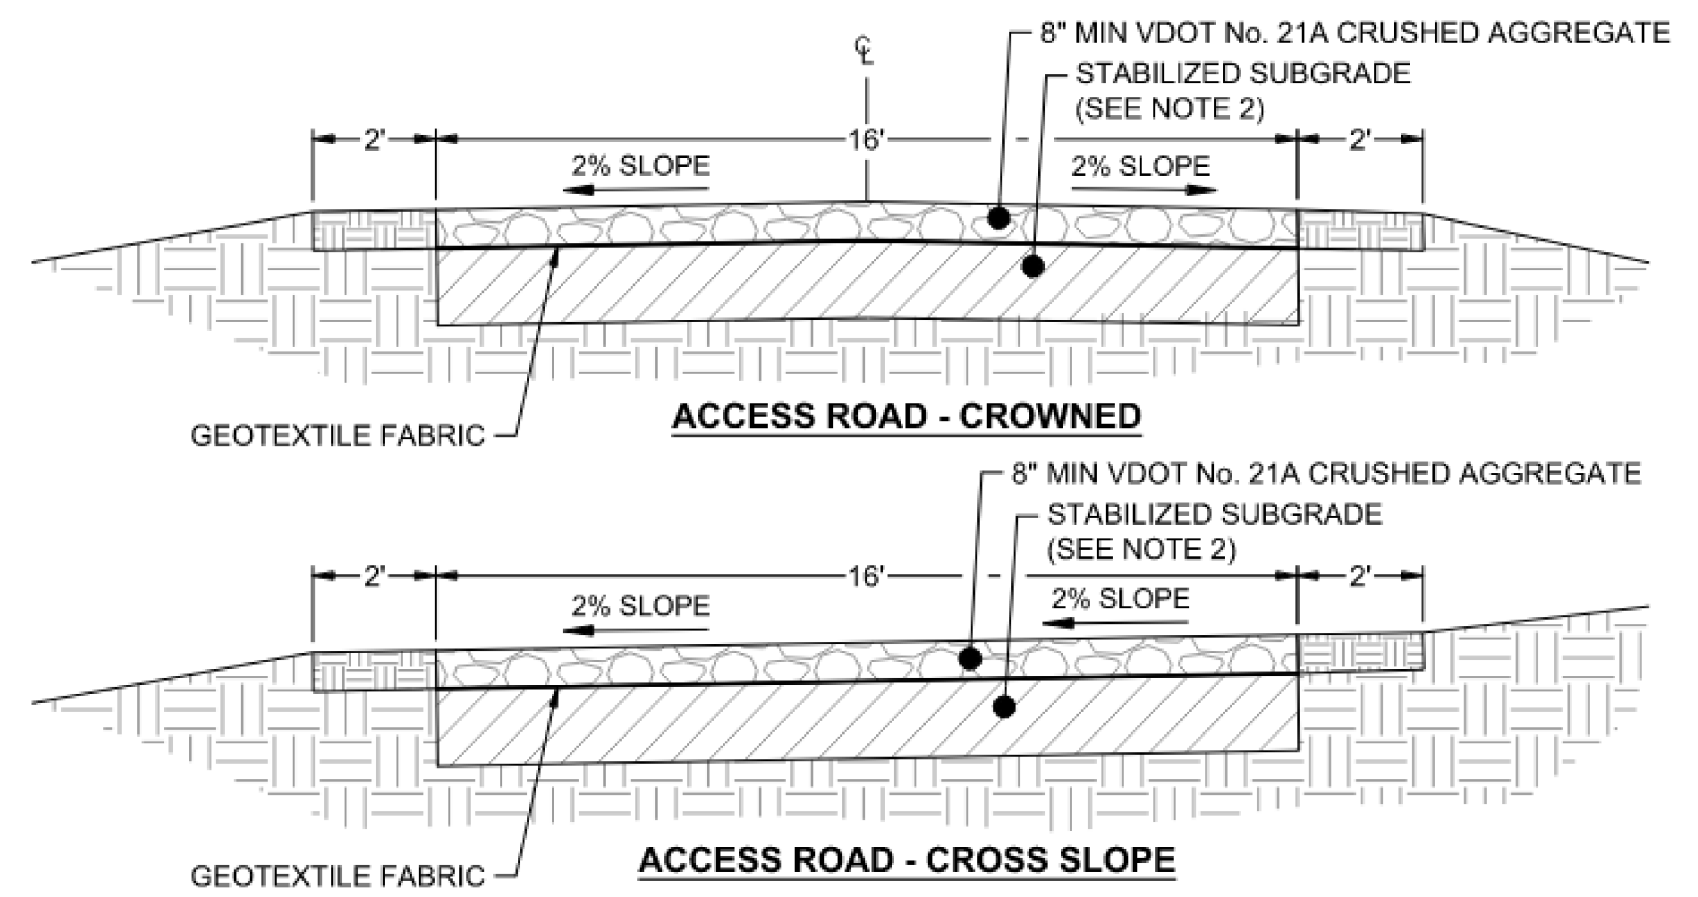 8" MIN VDOT No. 21A CRUSHED AGGREGATE
℄
STABILIZED SUBGRADE
(SEE NOTE 2)
2' 16' - 2'
2% SLOPE 2% SLOPE
ACCESS ROAD - CROWNED
GEOTEXTILE FABRIC
8" MIN VDOT No. 21A CRUSHED AGGREGATE
STABILIZED SUBGRADE
(SEE NOTE 2)
2' 16' - 2'
2% SLOPE 2% SLOPE
ACCESS ROAD - CROSS SLOPE
GEOTEXTILE FABRIC